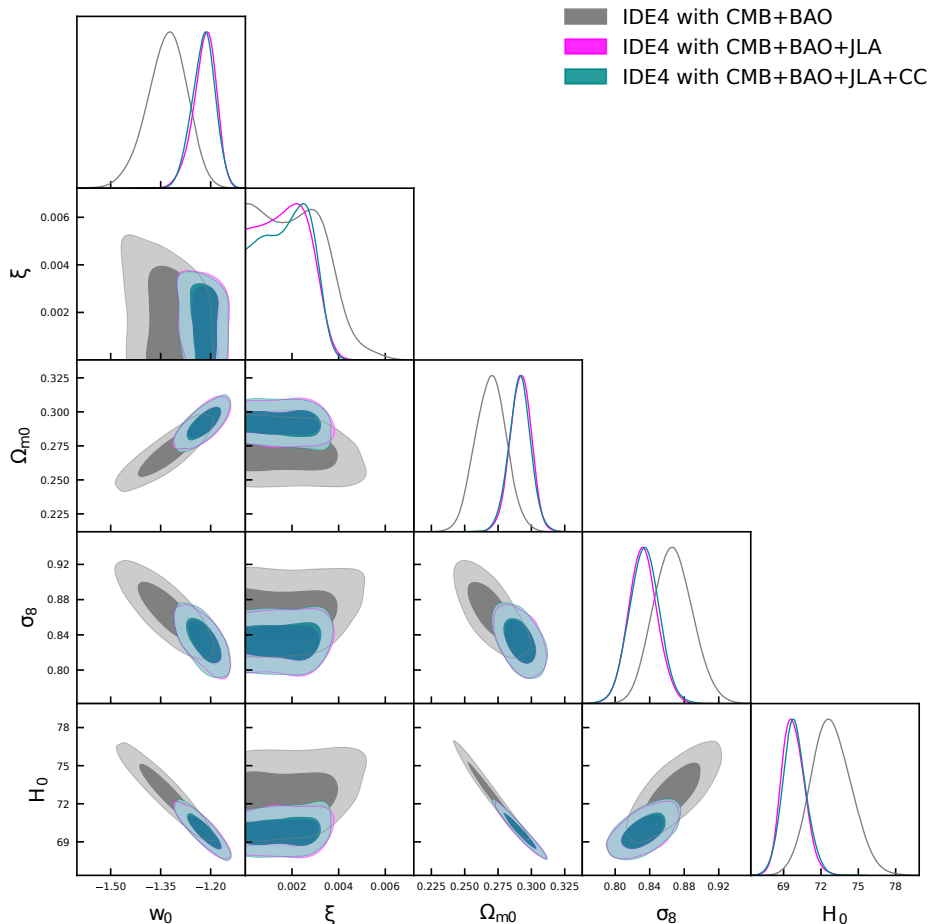 IDE4 with CMB+BAO
IDE4 with CMB+BAO+JLA
IDE4 with CMB+BAO+JLA+CC
0.006
0.004
0.002
ξ
0.325
0.300
0.275
0.250
0.225
Ωm0
0.92
0.88
0.84
0.80
σ8
78
75
72
69
H0
−1.50 −1.35 −1.20
0.002 0.004 0.006
0.225 0.250 0.275 0.300 0.325
0.80 0.84 0.88 0.92
69 72 75 78
w0 ξ Ωm0 σ8 H0